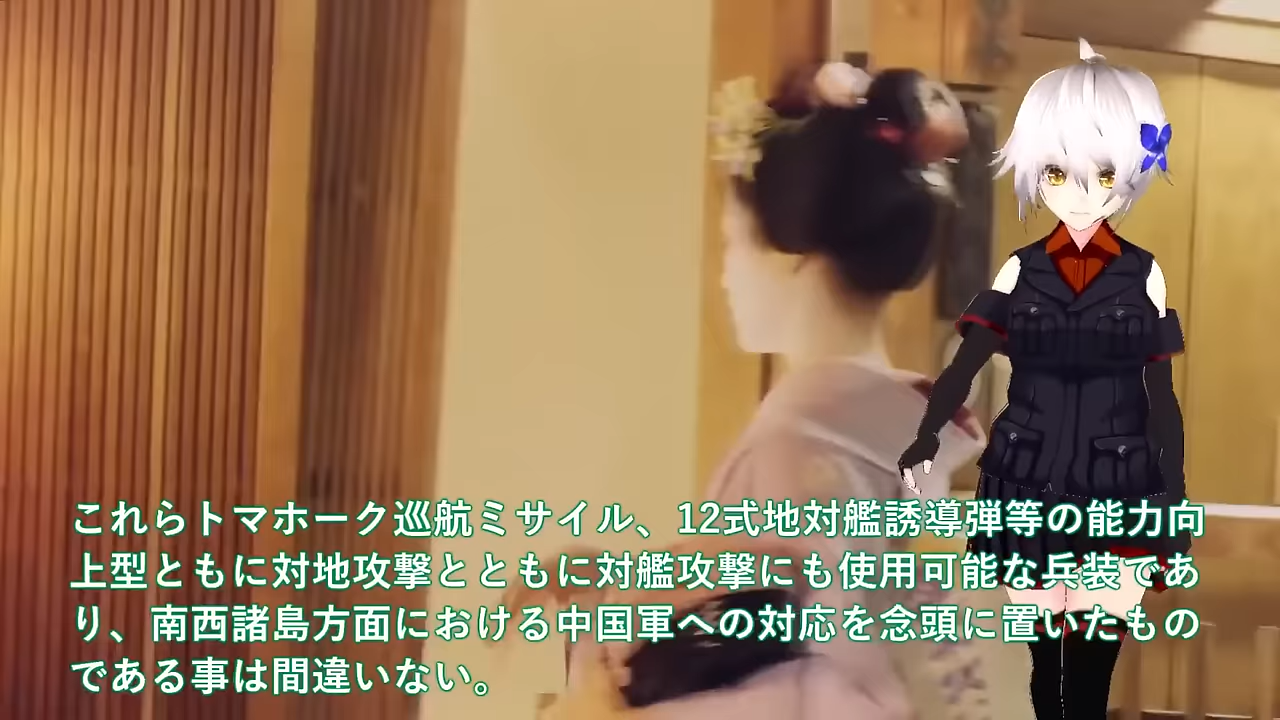 これらトマホーク巡航ミサイル、12式地対艦誘導弾等の能力向
上型ともに対地攻撃とともに対艦攻撃にも使用可能な兵装であ
り、南西諸島方面における中国軍への対応を念頭に置いたもの
である事は間違いない。